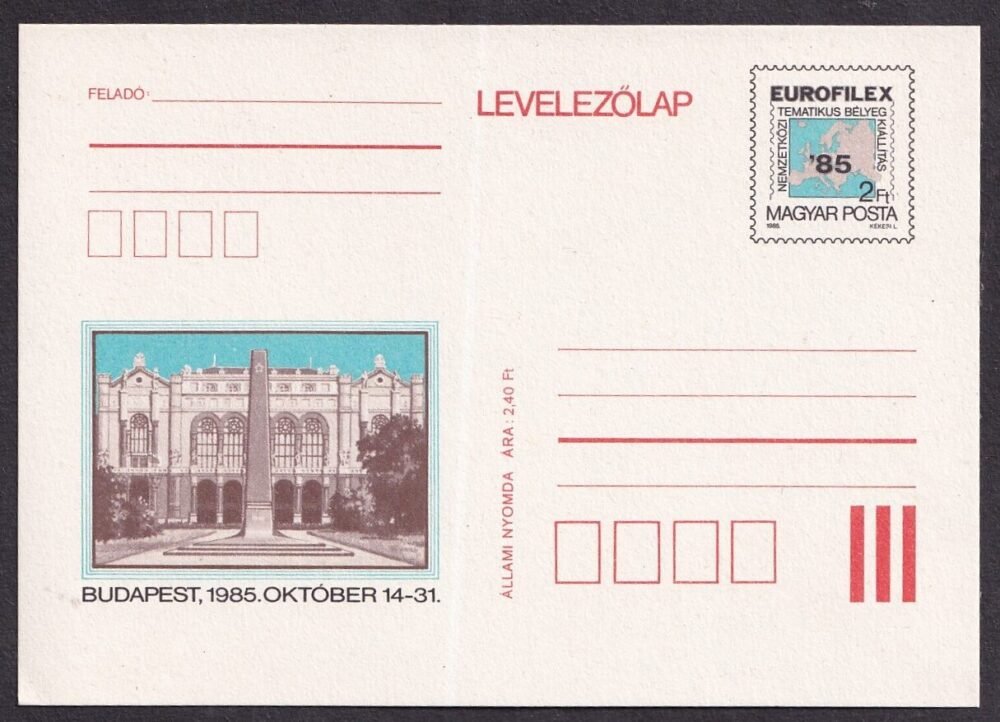 FELADÓ:
LEVELEZŐLAP
EUROFILEX
TEMATIKUS BÉLYEG
NEMZETKÖZI
KIÁLLÍTÁS
'85
2Ft
MAGYAR POSTA
1985.
KÉKESI L.
BUDAPEST, 1985. OKTÓBER 14-31.
ÁLLAMI NYOMDA ÁRA: 2,40 Ft